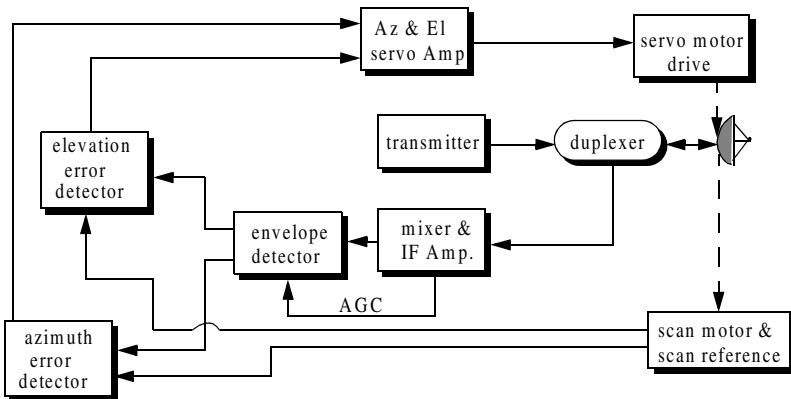 Az & El
servo Amp
servo motor
drive
elevation
error
detector
transmitter
duplexer
envelope
detector
mixer &
IF Amp.
AGC
azimuth
error
detector
scan motor &
scan reference